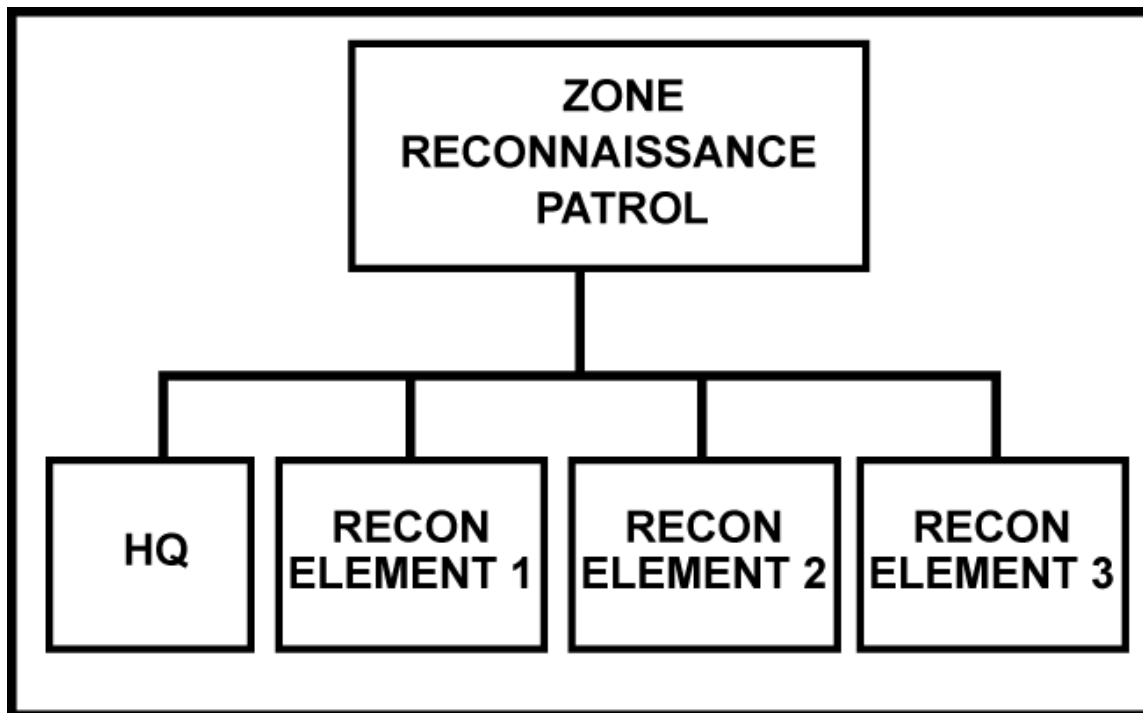 ZONE
RECONNAISSANCE
PATROL
HQ
RECON
ELEMENT 1
RECON
ELEMENT 2
RECON
ELEMENT 3